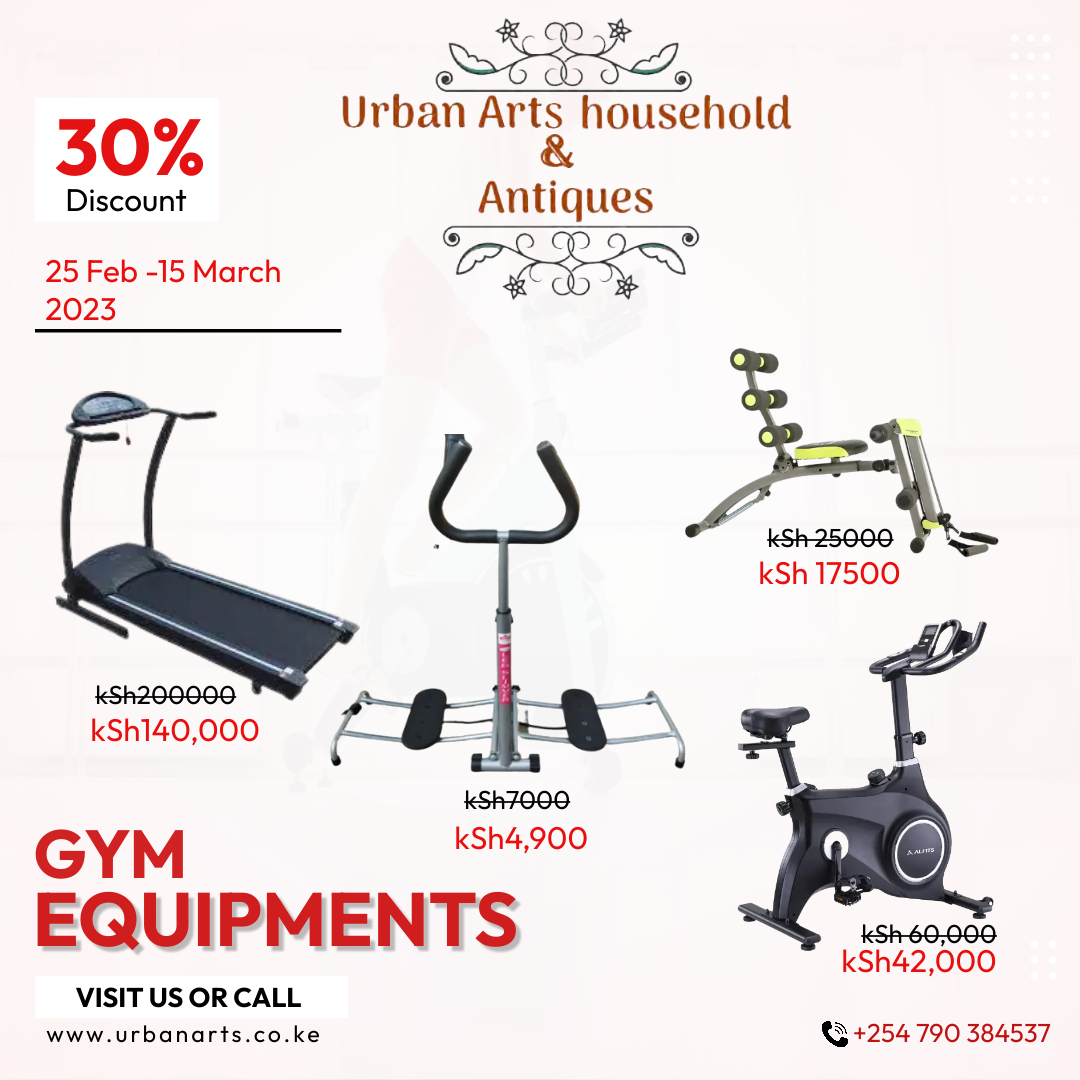 Urban Arts household
&
Antiques
30%
Discount
25 Feb -15 March
2023
kSh 25000
kSh 17500
kSh200000
kSh140,000
kSh7000
kSh4,900
ALFITS
kSh 60,000
kSh42,000
GYM
EQUIPMENTS
VISIT US OR CALL
www.urbanarts.co.ke
+254 790 384537